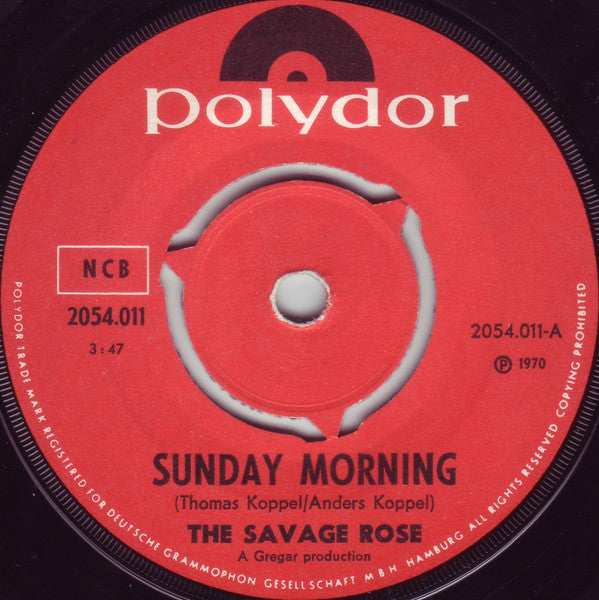 polydor
NCB
2054.011
3:47
2054.011-A
Ⓟ 1970
SUNDAY MORNING
(Thomas Koppel/Anders Koppel)
THE SAVAGE ROSE
A Gregar production
POLYDOR TRADE MARK REGISTERED FOR DEUTSCHE GRAMMOPHON GESELLSCHAFT MBH HAMBURG ALL RIGHTS RESERVED COPYING PROHIBITED